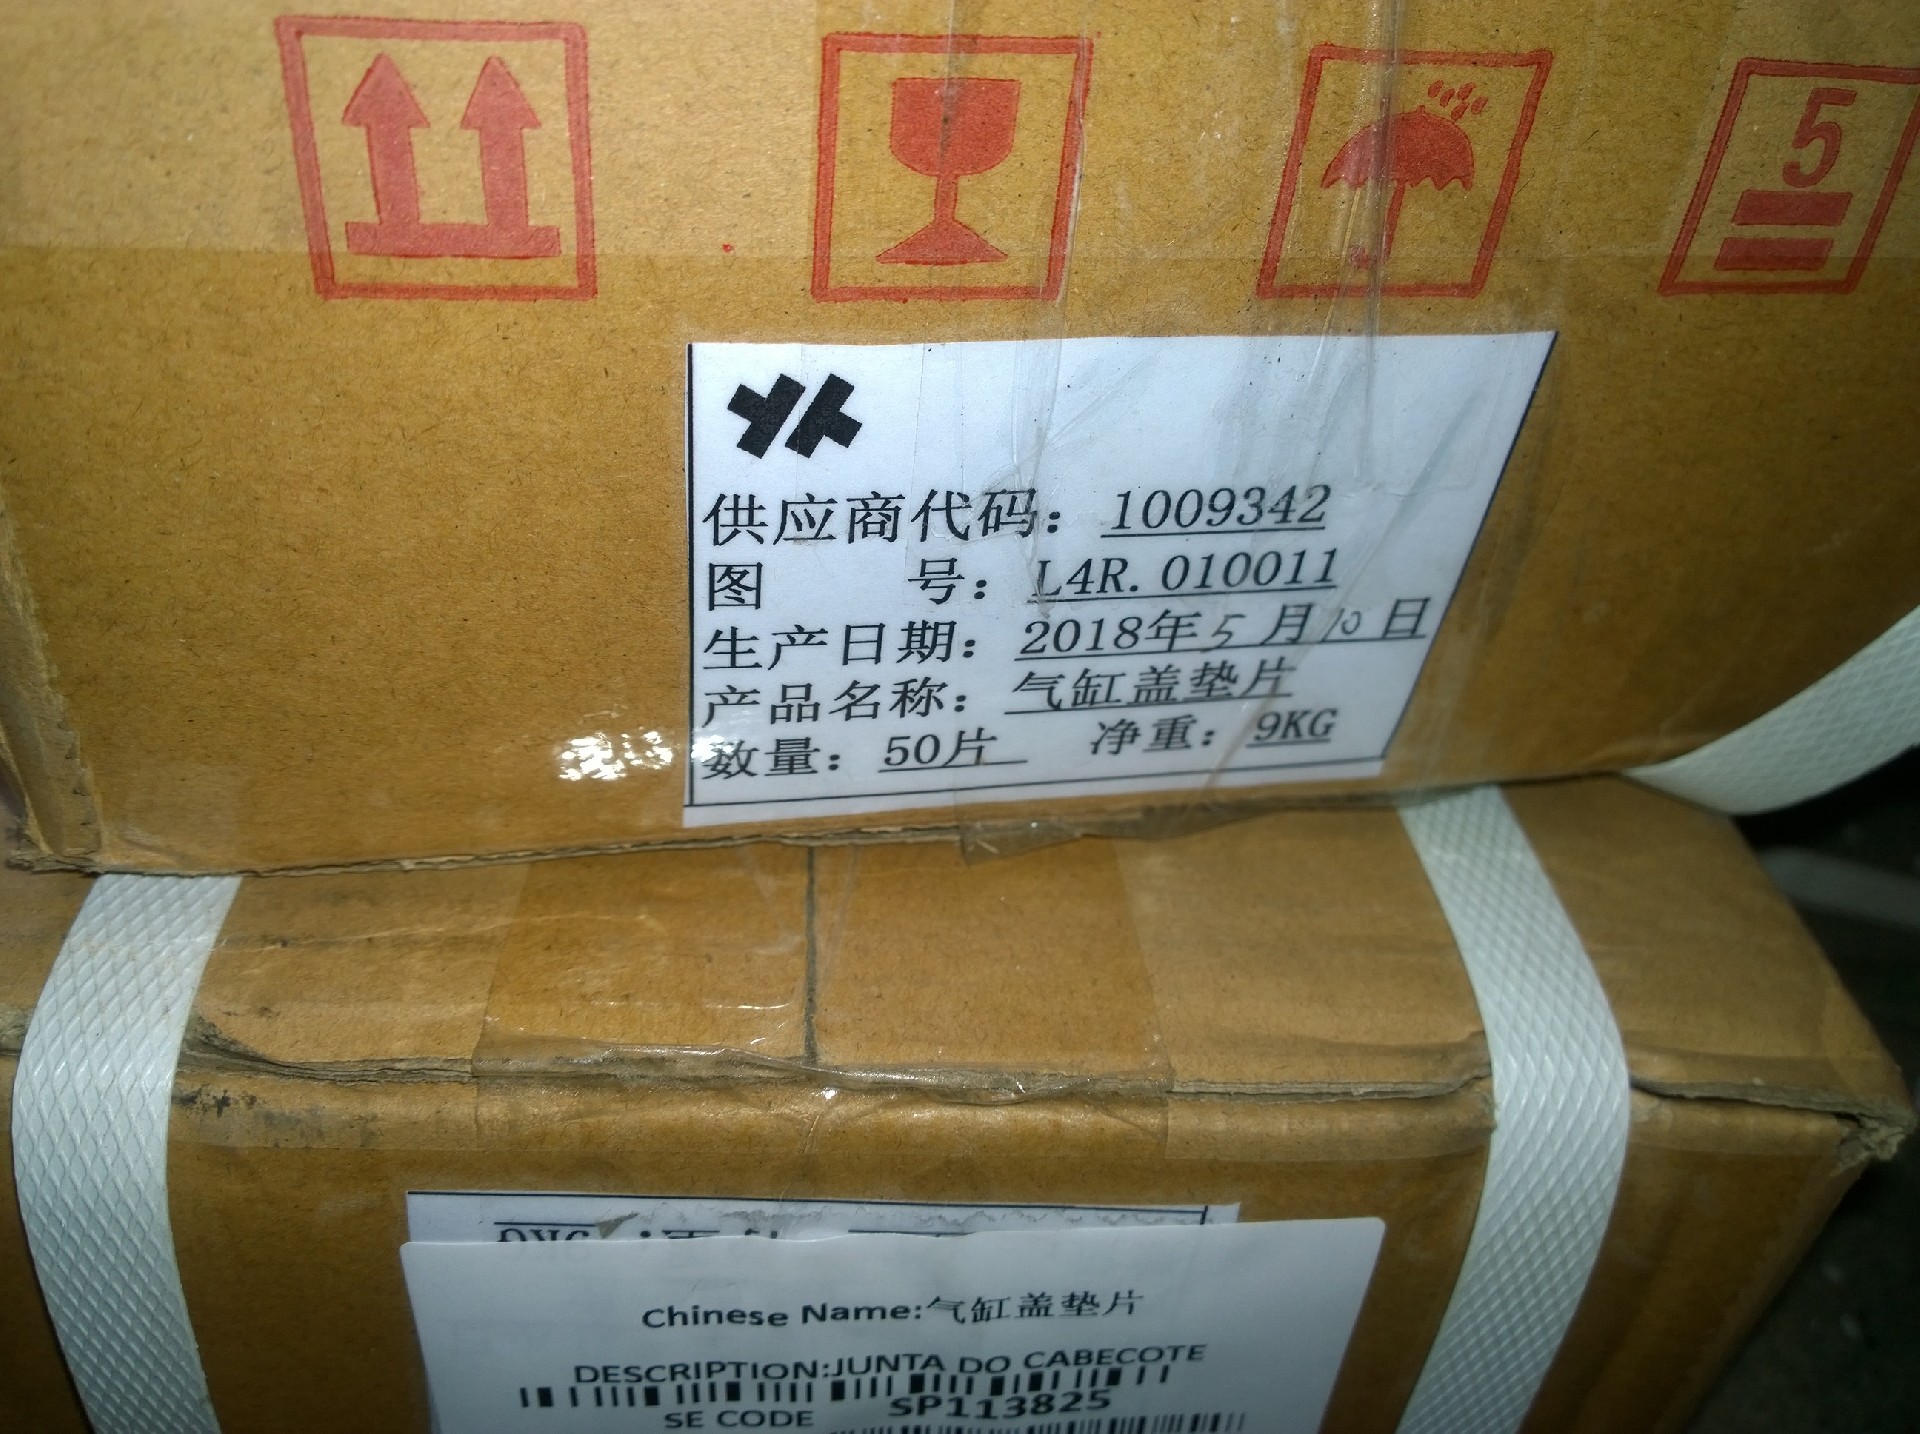 5
供应商代码：1009342
图 号：L4R.010011
生产日期：2018年5月10日
产品名称：气缸盖垫片
数量：50片 净重：9KG
Chinese Name:气缸盖垫片
DESCRIPTION:JUNTA DO CABECOTE
SE CODE SP113825